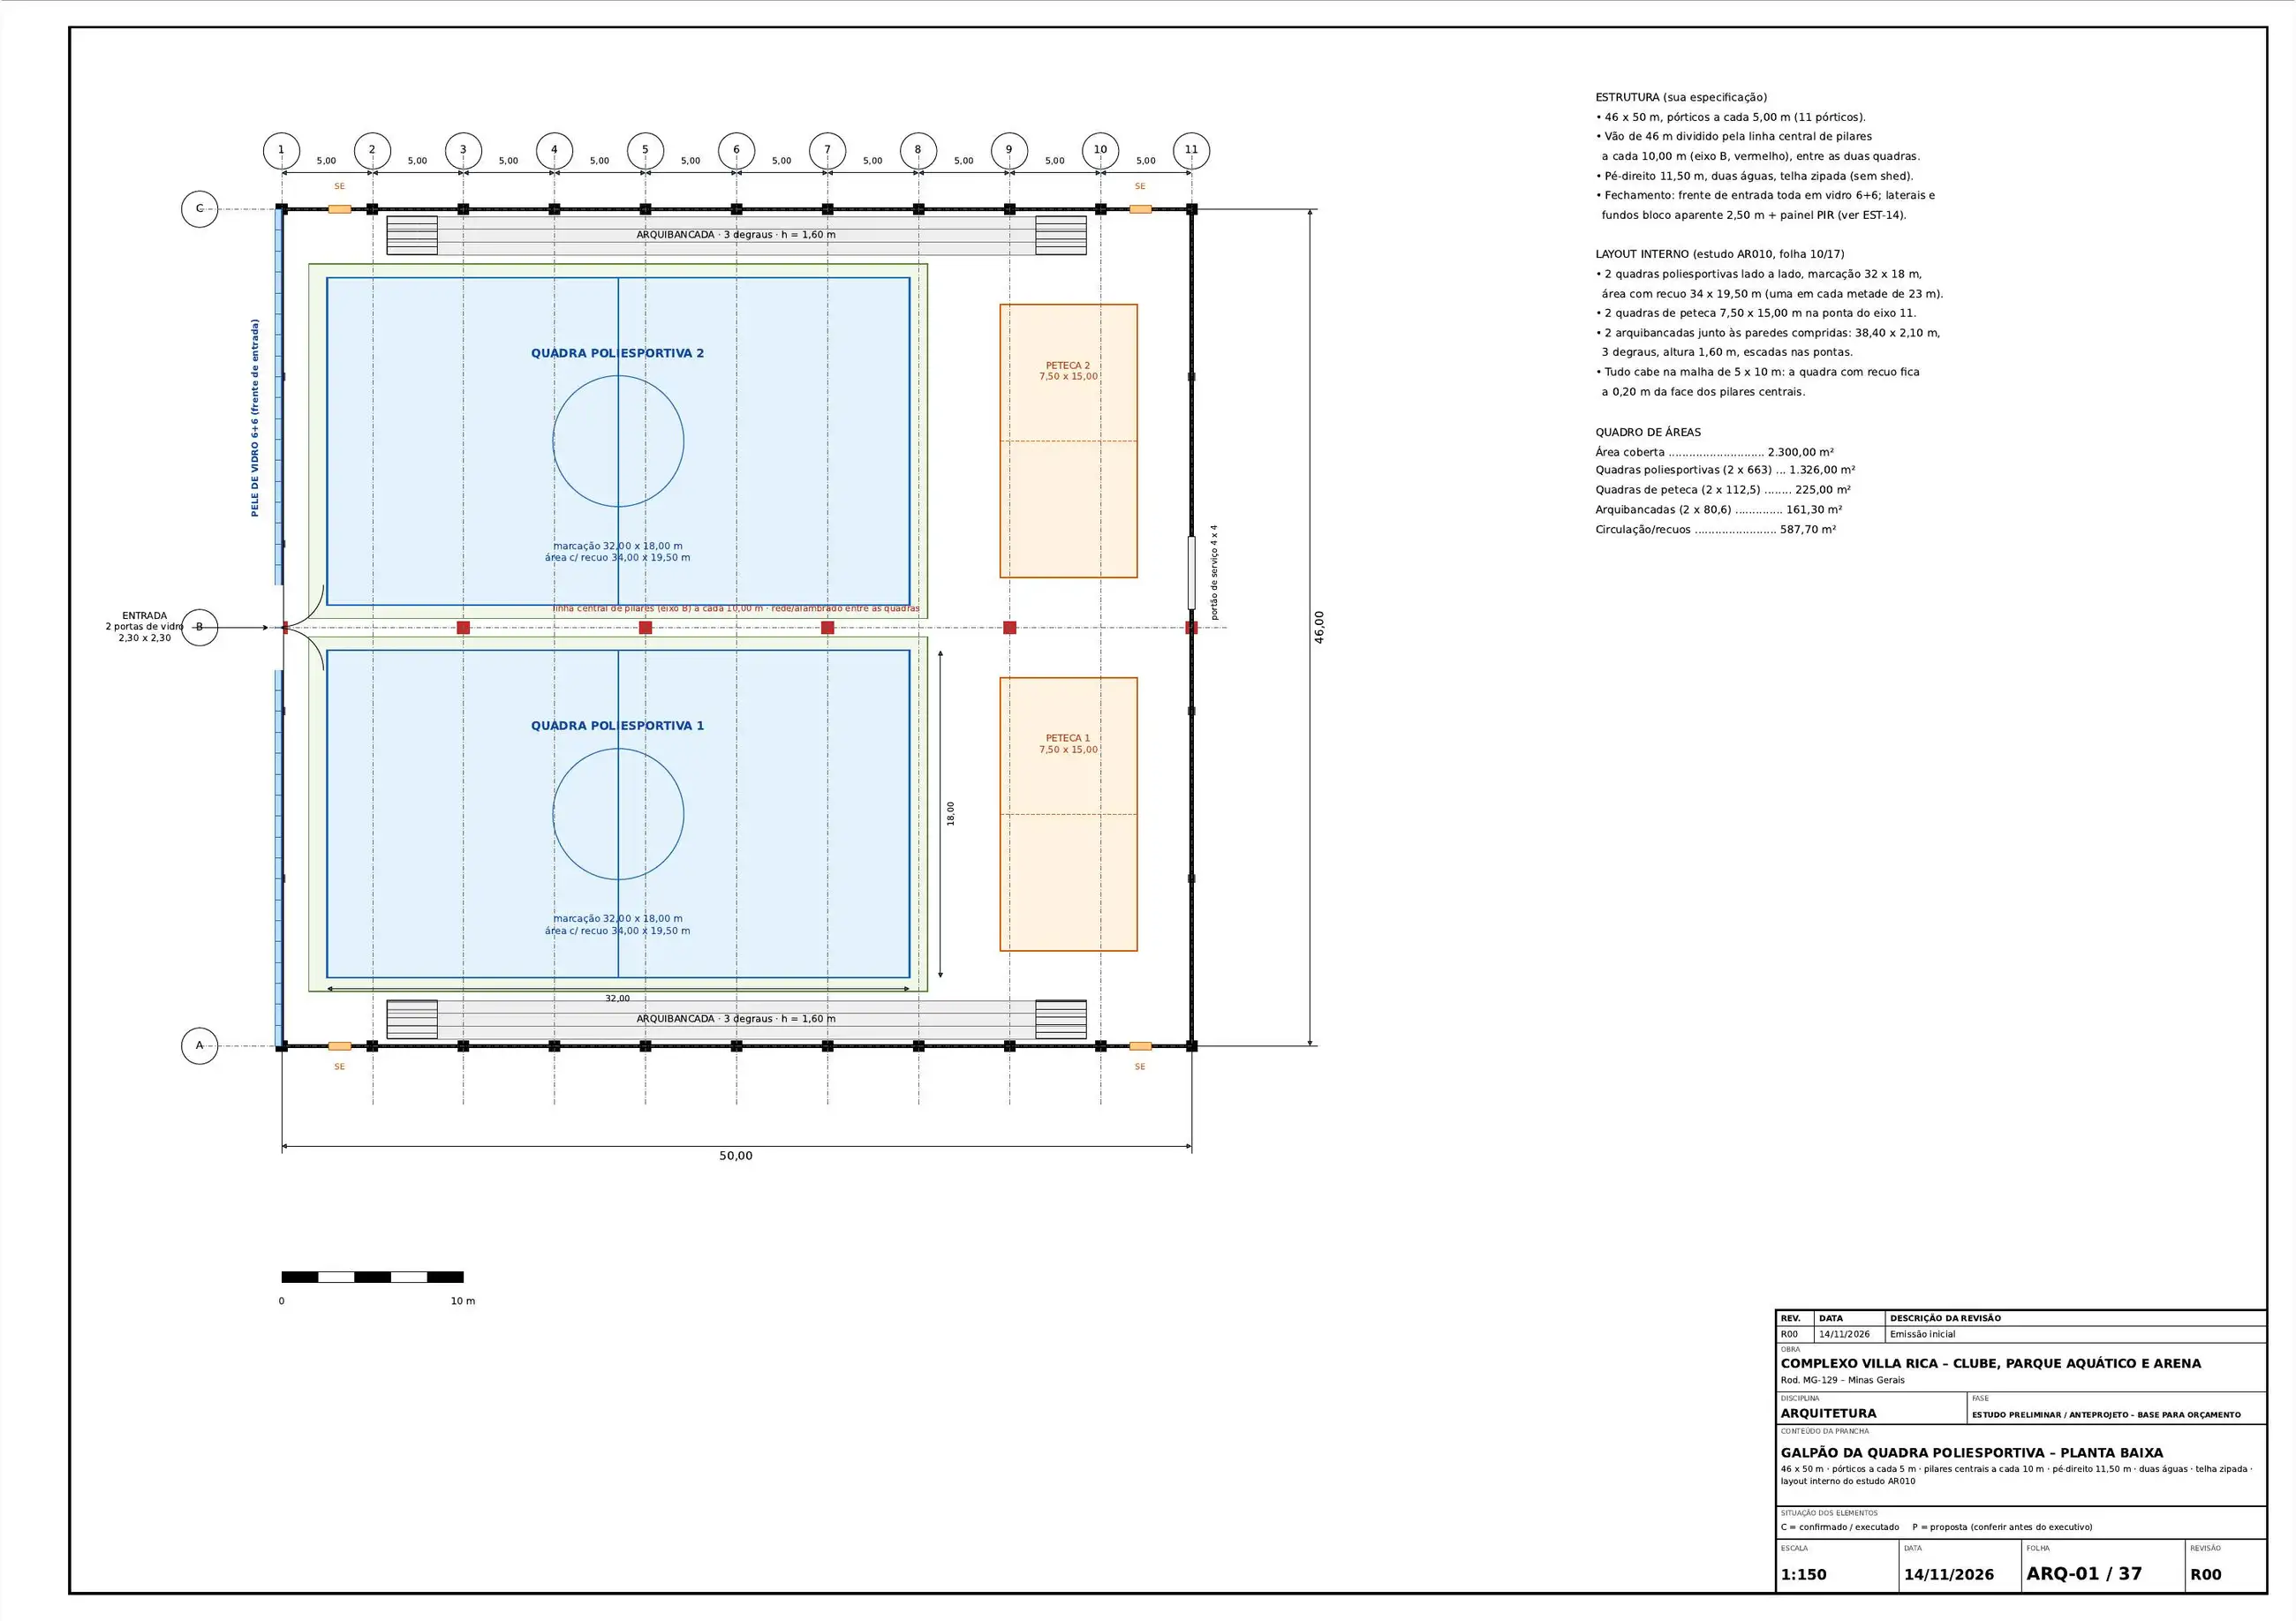 1
2
3
4
5
6
7
8
9
10
11
5,00
5,00
5,00
5,00
5,00
5,00
5,00
5,00
5,00
5,00
SE
SE
C
ARQUIBANCADA · 3 degraus · h = 1,60 m
PELE DE VIDRO 6+6 (frente de entrada)
QUADRA POLIESPORTIVA 2
marcação 32,00 x 18,00 m
área c/ recuo 34,00 x 19,50 m
PETECA 2
7,50 x 15,00
portão de serviço 4 x 4
linha central de pilares (eixo B) a cada 10,00 m · rede/alambrado entre as quadras
ENTRADA
2 portas de vidro
2,30 x 2,30
B
46,00
QUADRA POLIESPORTIVA 1
marcação 32,00 x 18,00 m
área c/ recuo 34,00 x 19,50 m
18,00
PETECA 1
7,50 x 15,00
32,00
ARQUIBANCADA · 3 degraus · h = 1,60 m
A
SE
SE
50,00
0
10 m
ESTRUTURA (sua especificação)
• 46 x 50 m, pórticos a cada 5,00 m (11 pórticos).
• Vão de 46 m dividido pela linha central de pilares
a cada 10,00 m (eixo B, vermelho), entre as duas quadras.
• Pé-direito 11,50 m, duas águas, telha zipada (sem shed).
• Fechamento: frente de entrada toda em vidro 6+6; laterais e
fundos bloco aparente 2,50 m + painel PIR (ver EST-14).
LAYOUT INTERNO (estudo AR010, folha 10/17)
• 2 quadras poliesportivas lado a lado, marcação 32 x 18 m,
área com recuo 34 x 19,50 m (uma em cada metade de 23 m).
• 2 quadras de peteca 7,50 x 15,00 m na ponta do eixo 11.
• 2 arquibancadas junto às paredes compridas: 38,40 x 2,10 m,
3 degraus, altura 1,60 m, escadas nas pontas.
• Tudo cabe na malha de 5 x 10 m: a quadra com recuo fica
a 0,20 m da face dos pilares centrais.
QUADRO DE ÁREAS
Área coberta ............................ 2.300,00 m²
Quadras poliesportivas (2 x 663) ... 1.326,00 m²
Quadras de peteca (2 x 112,5) ........ 225,00 m²
Arquibancadas (2 x 80,6) .............. 161,30 m²
Circulação/recuos ........................ 587,70 m²
REV. DATA DESCRIÇÃO DA REVISÃO
R00 14/11/2026 Emissão inicial
OBRA
COMPLEXO VILLA RICA – CLUBE, PARQUE AQUÁTICO E ARENA
Rod. MG-129 – Minas Gerais
DISCIPLINA FASE
ARQUITETURA ESTUDO PRELIMINAR / ANTEPROJETO – BASE PARA ORÇAMENTO
CONTEÚDO DA PRANCHA
GALPÃO DA QUADRA POLIESPORTIVA – PLANTA BAIXA
46 x 50 m · pórticos a cada 5 m · pilares centrais a cada 10 m · pé-direito 11,50 m · duas águas · telha zipada ·
layout interno do estudo AR010
SITUAÇÃO DOS ELEMENTOS
C = confirmado / executado P = proposta (conferir antes do executivo)
ESCALA DATA FOLHA REVISÃO
1:150 14/11/2026 ARQ-01 / 37 R00